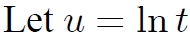 Let u = ln t